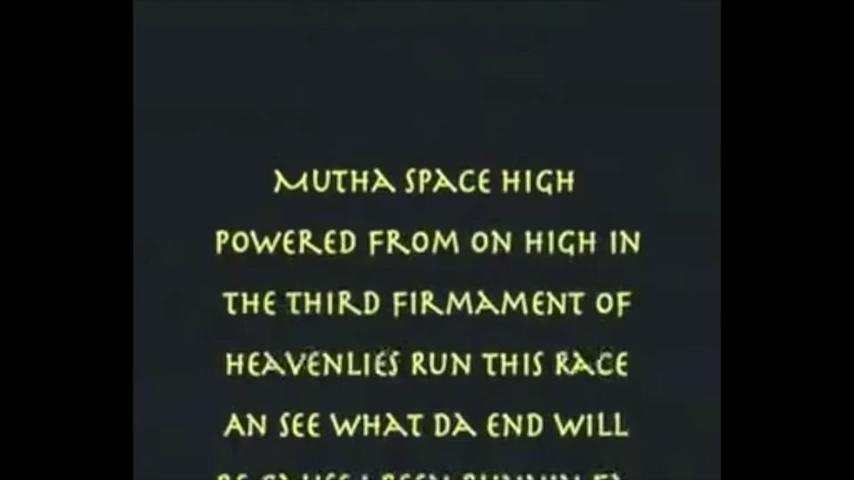 MUTHA SPACE HIGH
POWERED FROM ON HIGH IN
THE THIRD FIRMAMENT OF
HEAVENLIES RUN THIS RACE
AN SEE WHAT DA END WILL
I BEEN